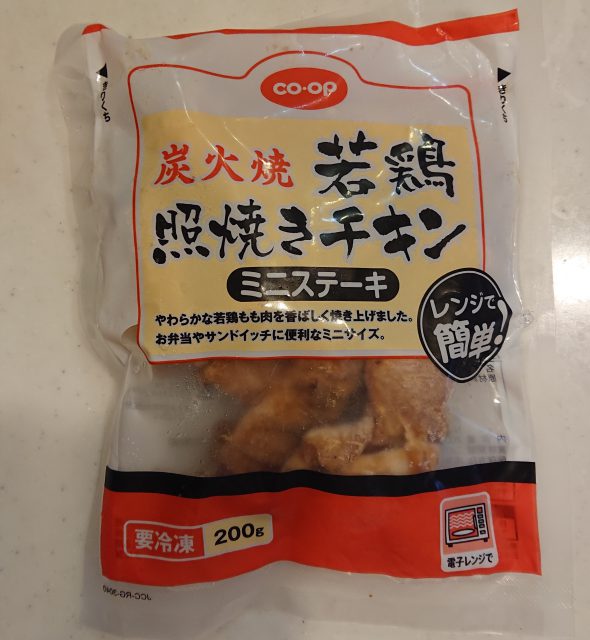 co·op
きりくち
きりくち
炭火焼 若鶏
照焼きチキン
ミニステーキ
やわらかな若鶏もも肉を香ばしく焼き上げました。
お弁当やサンドイッチに便利なミニサイズ。
レンジで
簡単!
要冷凍 200g
電子レンジで